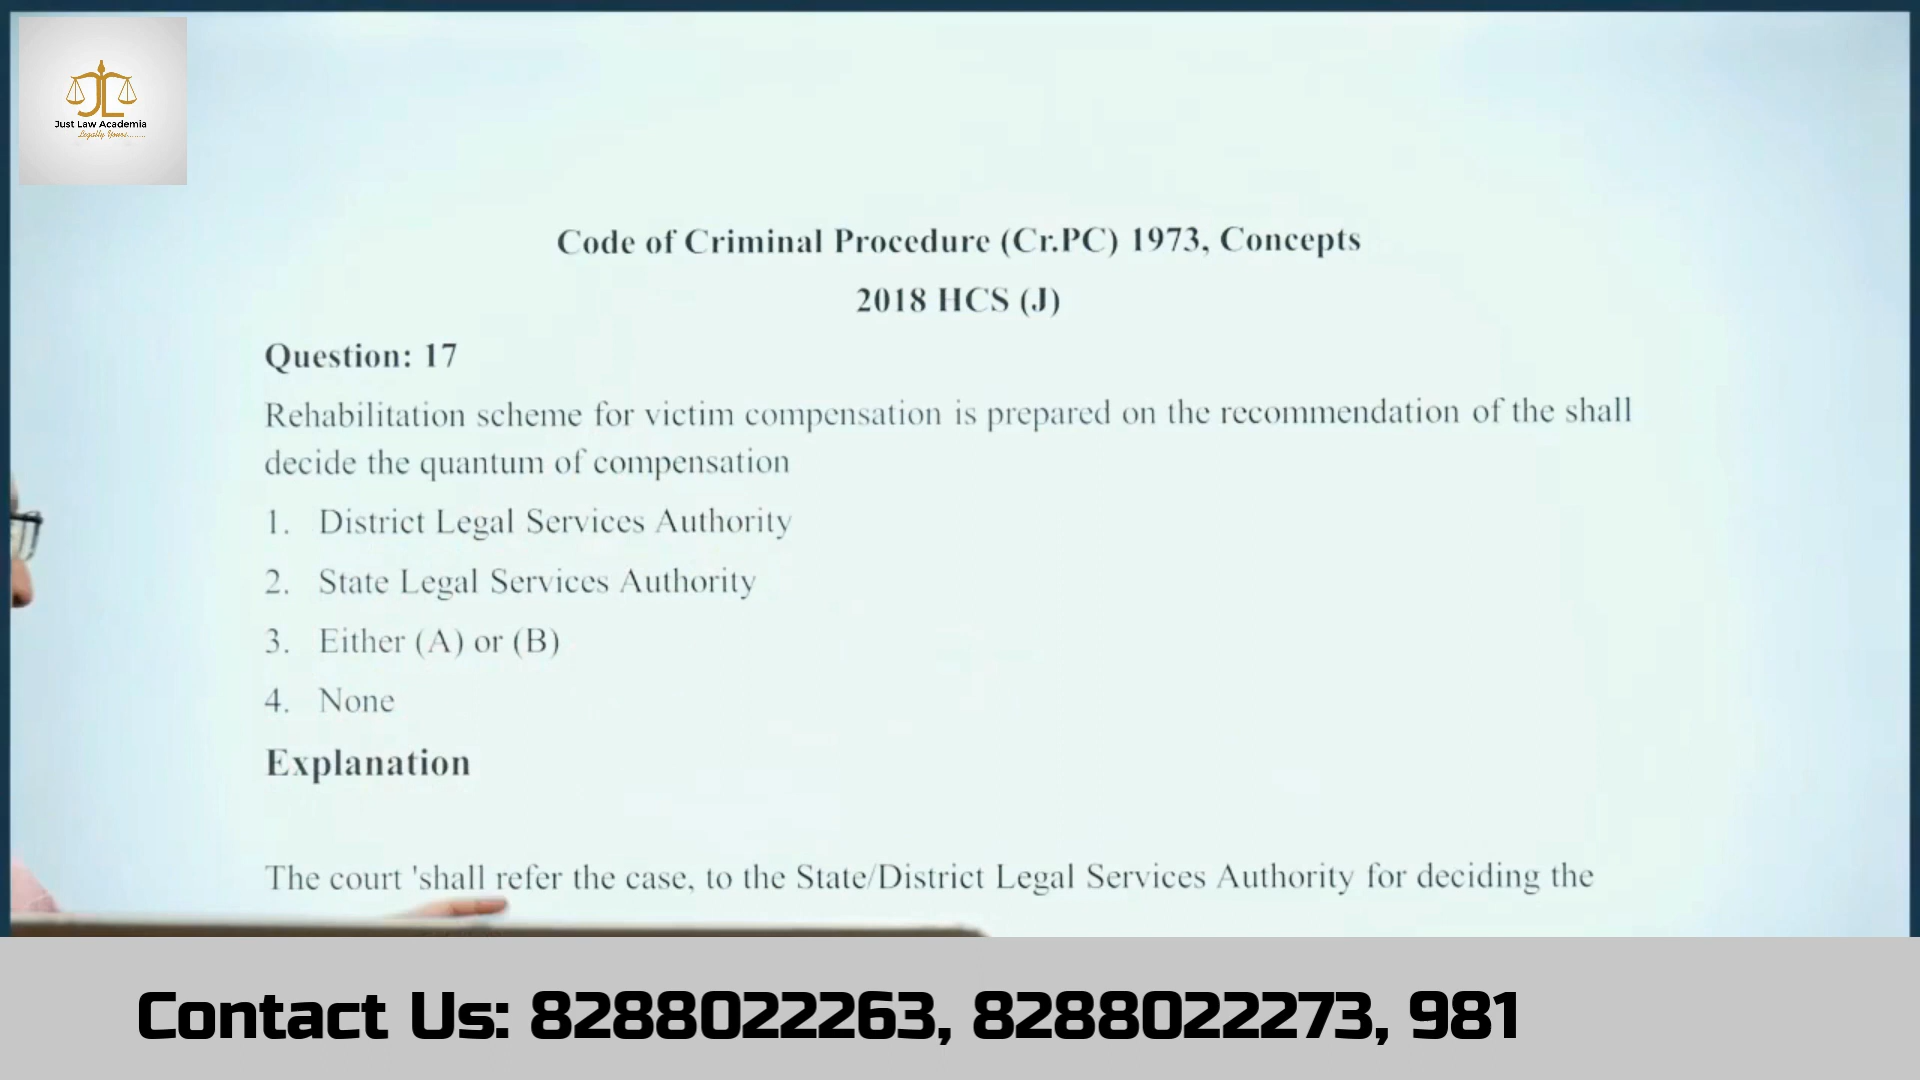 Just Law Academia
Legally Yours........
Code of Criminal Procedure (Cr.PC) 1973, Concepts
2018 HCS (J)
Question: 17
Rehabilitation scheme for victim compensation is prepared on the recommendation of the shall
decide the quantum of compensation
1. District Legal Services Authority
2. State Legal Services Authority
3. Either (A) or (B)
4. None
Explanation
The court 'shall refer the case, to the State/District Legal Services Authority for deciding the
Contact Us: 8288022263, 8288022273, 981